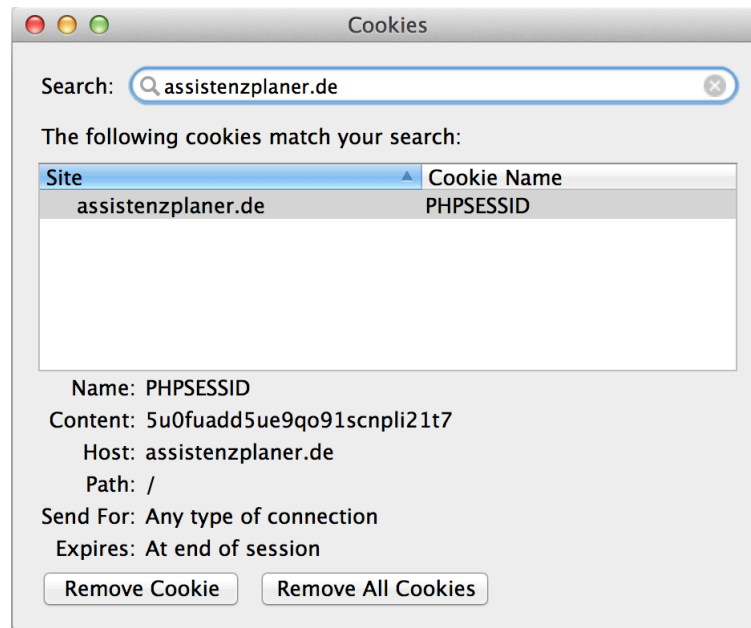 Cookies
Search: assistenzplaner.de
The following cookies match your search:
Site Cookie Name
assistenzplaner.de PHPSESSID
Name: PHPSESSID
Content: 5u0fuadd5ue9qo91scnpli21t7
Host: assistenzplaner.de
Path: /
Send For: Any type of connection
Expires: At end of session
Remove Cookie Remove All Cookies